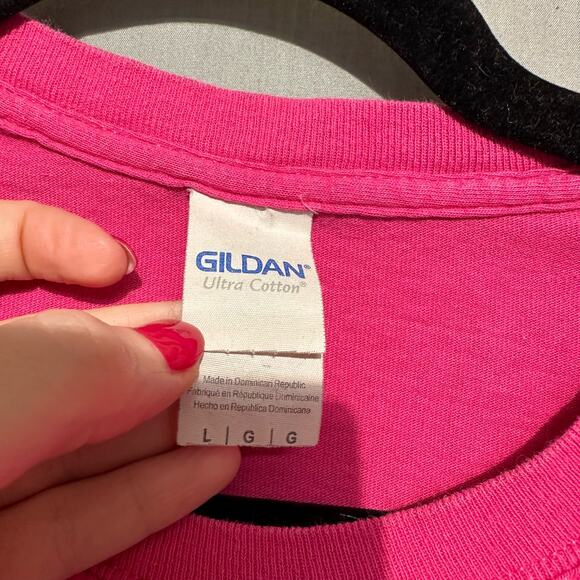 GILDAN®
Ultra Cotton®
Made in Dominican Republic
Fabriqué en République Dominicaine
Hecho en República Dominicana
L | G | G